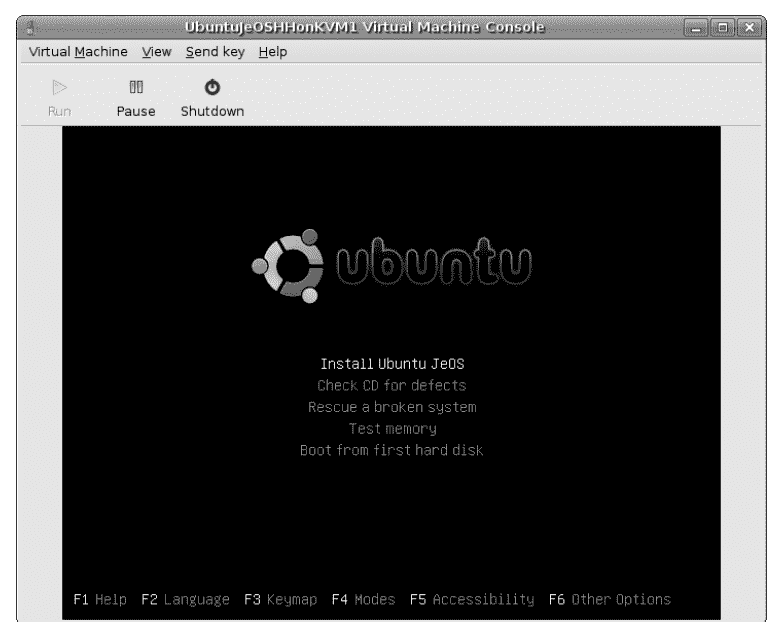 UbuntuJeOSHHonKVM1 Virtual Machine Console
Virtual Machine View Send key Help
Run Pause Shutdown
ubuntu
Install Ubuntu JeOS
Check CD for defects
Rescue a broken system
Test memory
Boot from first hard disk
F1 Help F2 Language F3 Keymap F4 Modes F5 Accessibility F6 Other Options